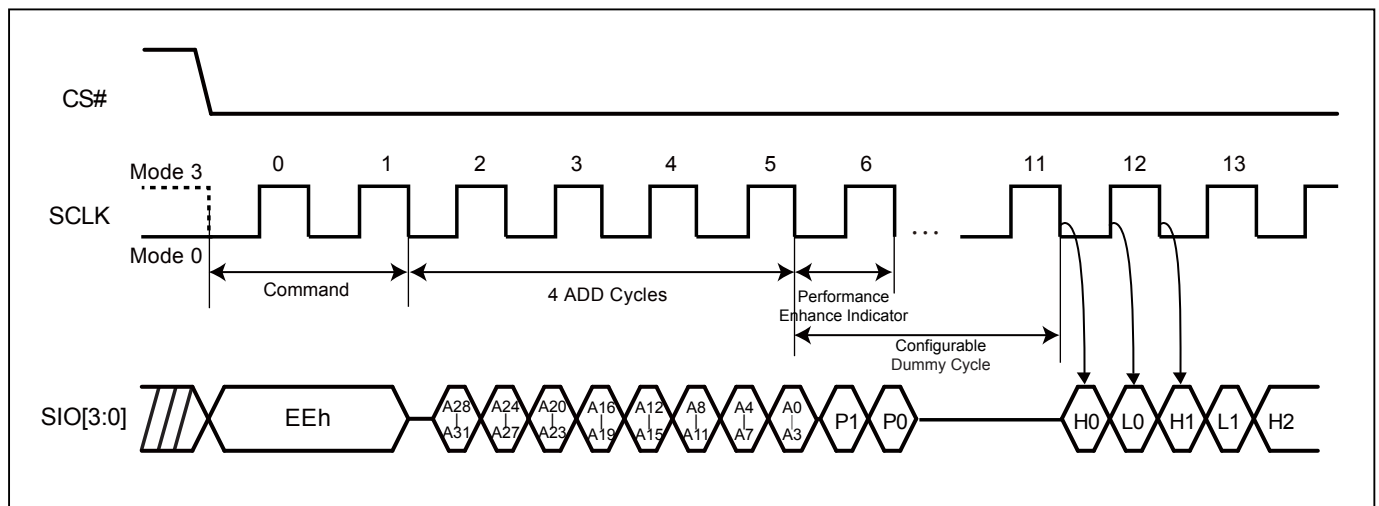 CS#
Mode 3
0 1 2 3 4 5 6 11 12 13
SCLK
...
Mode 0
Command
4 ADD Cycles
Performance
Enhance Indicator
Configurable
Dummy Cycle
SIO[3:0]
EEh
A28 | A31
A24 | A27
A20 | A23
A16 | A19
A12 | A15
A8 | A11
A4 | A7
A0 | A3
P1
P0
H0
L0
H1
L1
H2